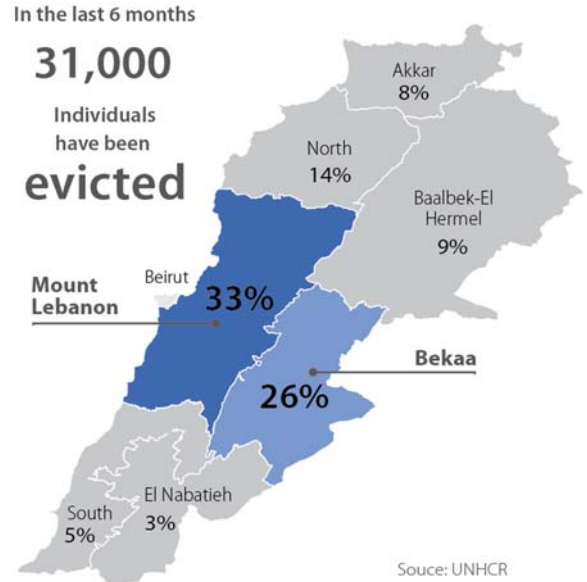 In the last 6 months
31,000
Individuals
have been
evicted
Akkar
8%
North
14%
Baalbek-El
Hermel
9%
Beirut
Mount
Lebanon
33%
Bekaa
26%
El Nabatieh
3%
South
5%
Souce: UNHCR